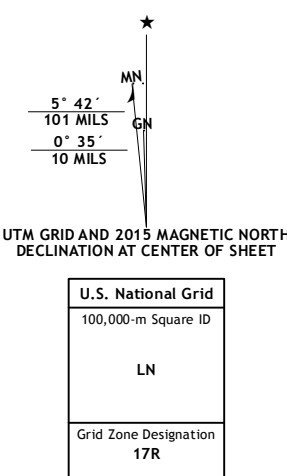 ★
MN
5° 42´
101 MILS
GN
0° 35´
10 MILS
UTM GRID AND 2015 MAGNETIC NORTH
DECLINATION AT CENTER OF SHEET
U.S. National Grid
100,000-m Square ID
LN
Grid Zone Designation
17R